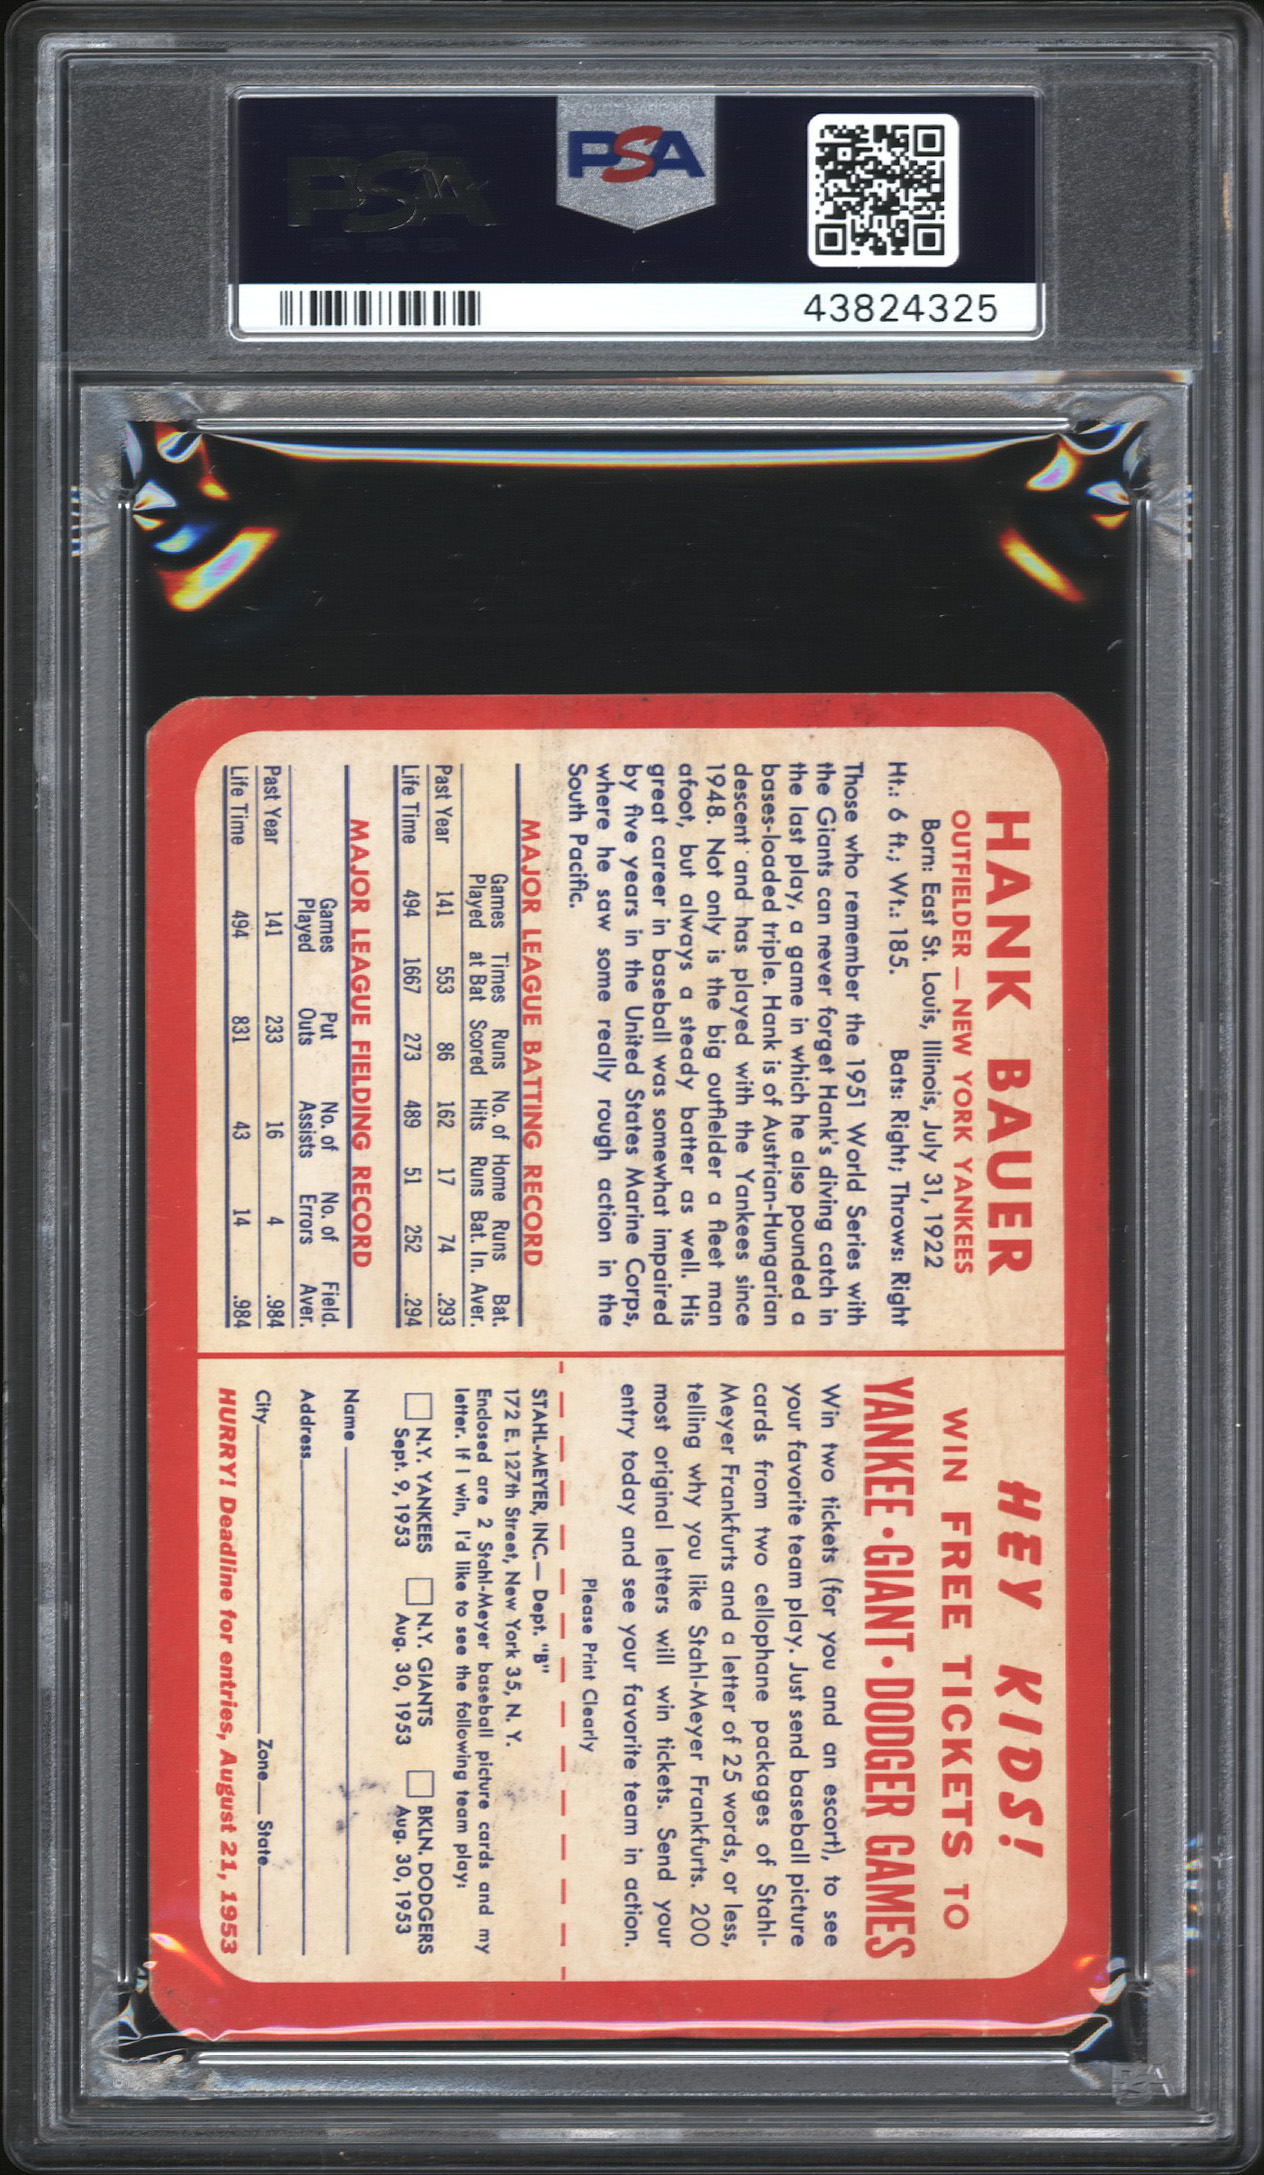 PSA
PSA
43824325
HANK BAUER
OUTFIELDER — NEW YORK YANKEES
Born: East St. Louis, Illinois, July 31, 1922
Ht.: 6 ft.; Wt.: 185. Bats: Right; Throws: Right
Those who remember the 1951 World Series with
the Giants can never forget Hank's diving catch in
the last play, a game in which he also pounded a
bases-loaded triple. Hank is of Austrian-Hungarian
descent and has played with the Yankees since
1948. Not only is the big outfielder a fleet man
afoot, but always a steady batter as well. His
great career in baseball was somewhat impaired
by five years in the United States Marine Corps,
where he saw some really rough action in the
South Pacific.
MAJOR LEAGUE BATTING RECORD
Games Times Runs No. of Home Runs Bat.
Played at Bat Scored Hits Runs Bat. In. Aver.
Past Year 141 553 86 162 17 74 .293
Life Time 494 1667 273 489 51 252 .294
MAJOR LEAGUE FIELDING RECORD
Games Put No. of No. of Field.
Played Outs Assists Errors Aver.
Past Year 141 233 16 4 .984
Life Time 494 831 43 14 .984
HEY KIDS!
WIN FREE TICKETS TO
YANKEE • GIANT • DODGER GAMES
Win two tickets (for you and an escort), to see
your favorite team play. Just send baseball picture
cards from two cellophane packages of Stahl-
Meyer Frankfurts and a letter of 25 words, or less,
telling why you like Stahl-Meyer Frankfurts. 200
most original letters will win tickets. Send your
entry today and see your favorite team in action.
Please Print Clearly
STAHL-MEYER, INC.— Dept. "B"
172 E. 127th Street, New York 35, N. Y.
Enclosed are 2 Stahl-Meyer baseball picture cards and my
letter. If I win, I'd like to see the following team play:
N.Y. YANKEES N.Y. GIANTS BKLN. DODGERS
Sept. 9, 1953 Aug. 30, 1953 Aug. 30, 1953
Name
Address
City Zone State
HURRY! Deadline for entries, August 21, 1953
PSA